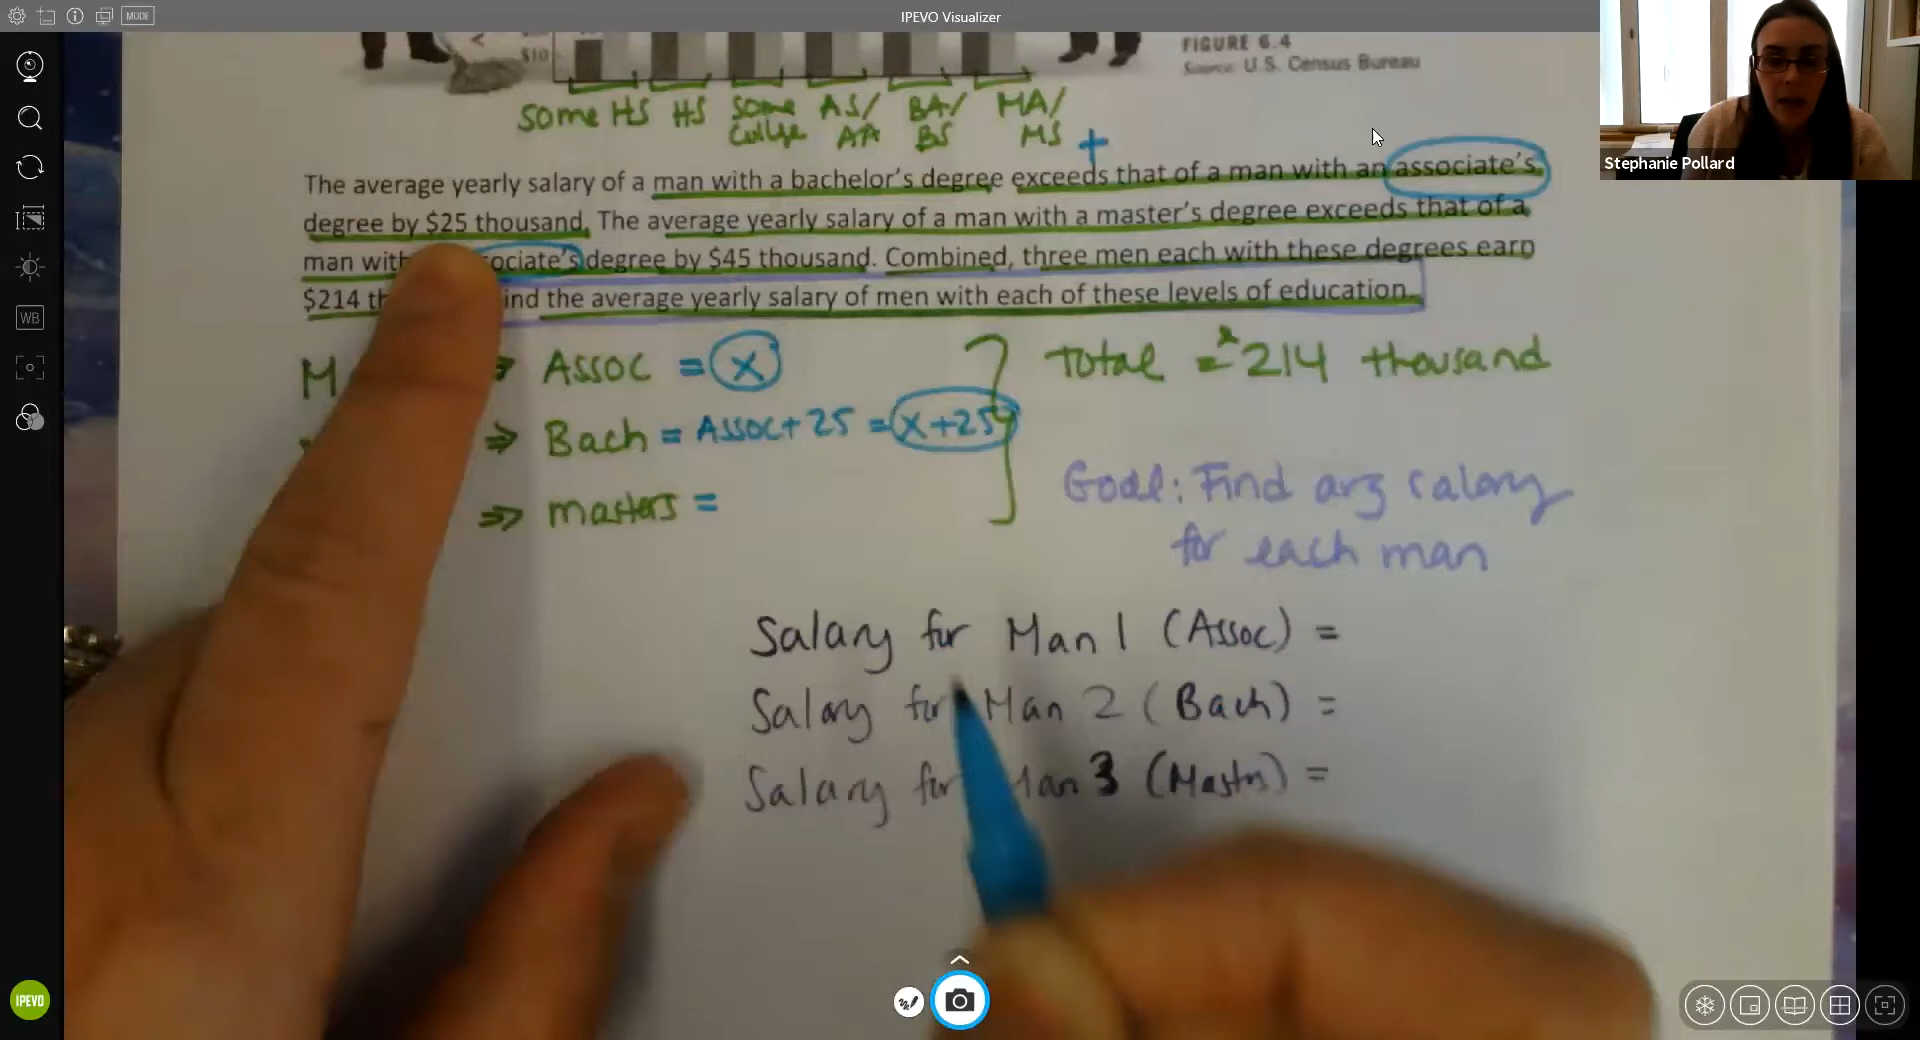 MODE
IPEVO Visualizer
$10
FIGURE 6.4
Source: U.S. Census Bureau
Stephanie Pollard
Some HS HS Some College AS/AA BA/BS MA/MS
+
The average yearly salary of a man with a bachelor's degree exceeds that of a man with an associate's
degree by $25 thousand. The average yearly salary of a man with a master's degree exceeds that of a
man with ociate's degree by $45 thousand. Combined, three men each with these degrees earn
$214 th ind the average yearly salary of men with each of these levels of education.
M ⇒ Assoc = x
Total = $214 thousand
⇒ Bach = Assoc + 25 = x+25
⇒ masters =
Goal: Find avg salary
for each man
Salary for Man 1 (Assoc) =
Salary for Man 2 (Bach) =
Salary for Man 3 (Mastrs) =
WB
IPEVO